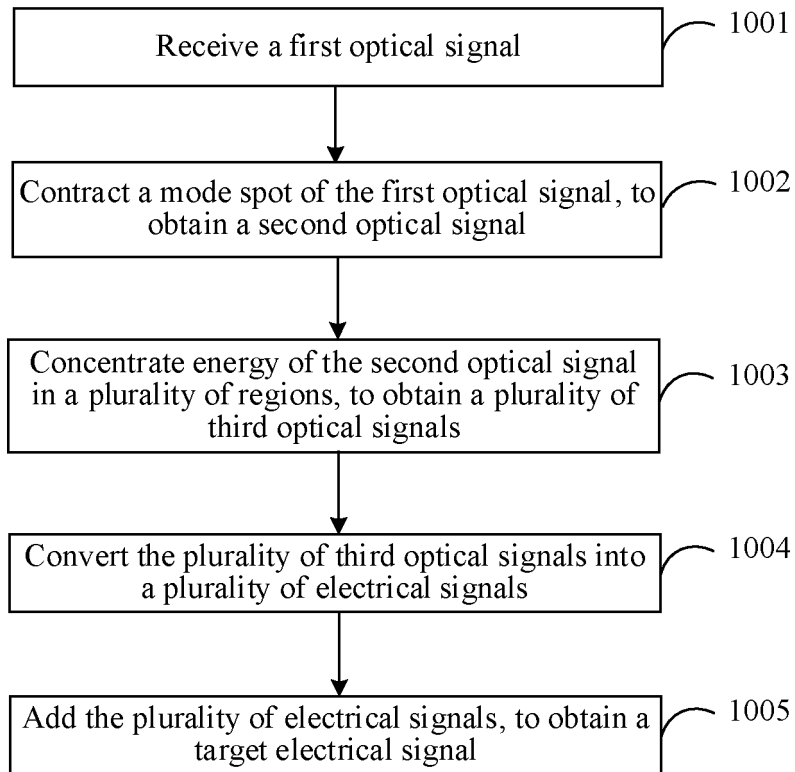 Receive a first optical signal
1001
Contract a mode spot of the first optical signal, to
obtain a second optical signal
1002
Concentrate energy of the second optical signal
in a plurality of regions, to obtain a plurality of
third optical signals
1003
Convert the plurality of third optical signals into
a plurality of electrical signals
1004
Add the plurality of electrical signals, to obtain a
target electrical signal
1005